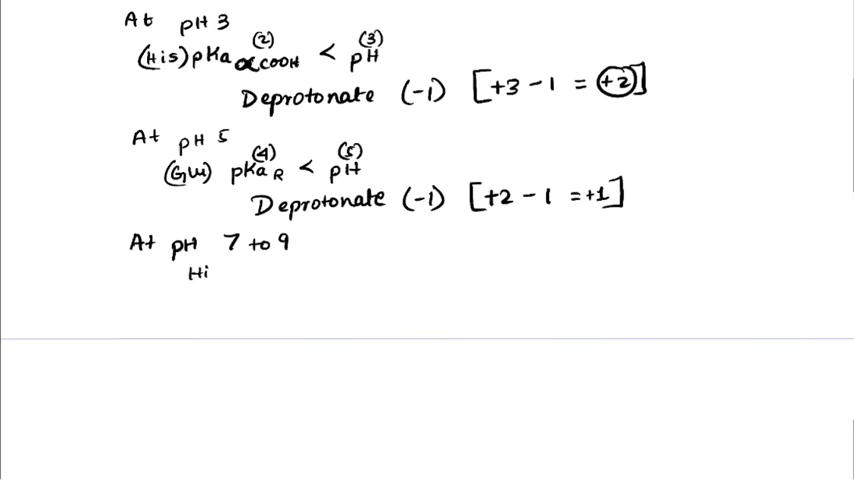 At pH 3
(2) (3)
(His) pKa αCOOH < pH
Deprotonate (-1) [+3 - 1 = +2]
At pH 5
(4) (5)
(Glu) pKa R < pH
Deprotonate (-1) [+2 - 1 = +1]
At pH 7 to 9
Hi